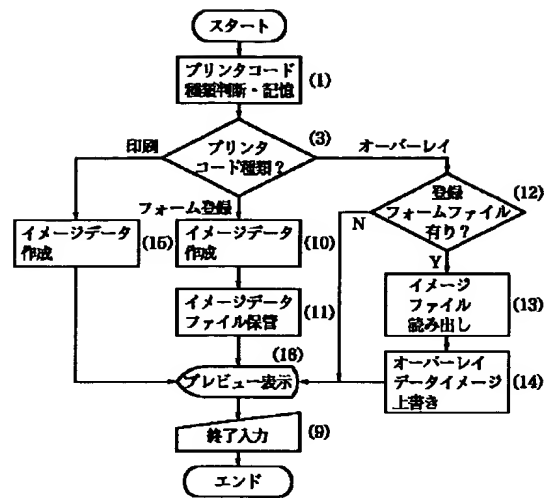 スタート
プリンタコード
種類判断・記憶
(1)
プリンタ
コード種類?
(3)
印刷
オーバーレイ
フォーム登録
登録
フォームファイル
有り?
(12)
N
Y
イメージデータ
作成
(15)
イメージデータ
作成
(10)
イメージ
ファイル
読み出し
(13)
イメージデータ
ファイル保管
(11)
オーバーレイ
データイメージ
上書き
(14)
プレビュー表示
(16)
終了入力
(9)
エンド